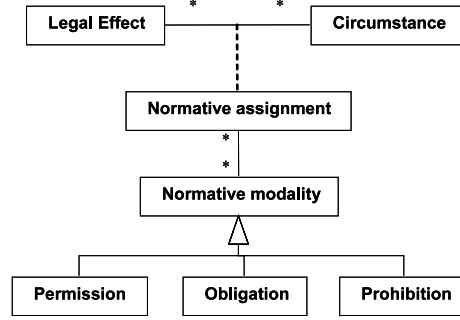 * *
Legal Effect Circumstance
Normative assignment
*
*
Normative modality
Permission Obligation Prohibition